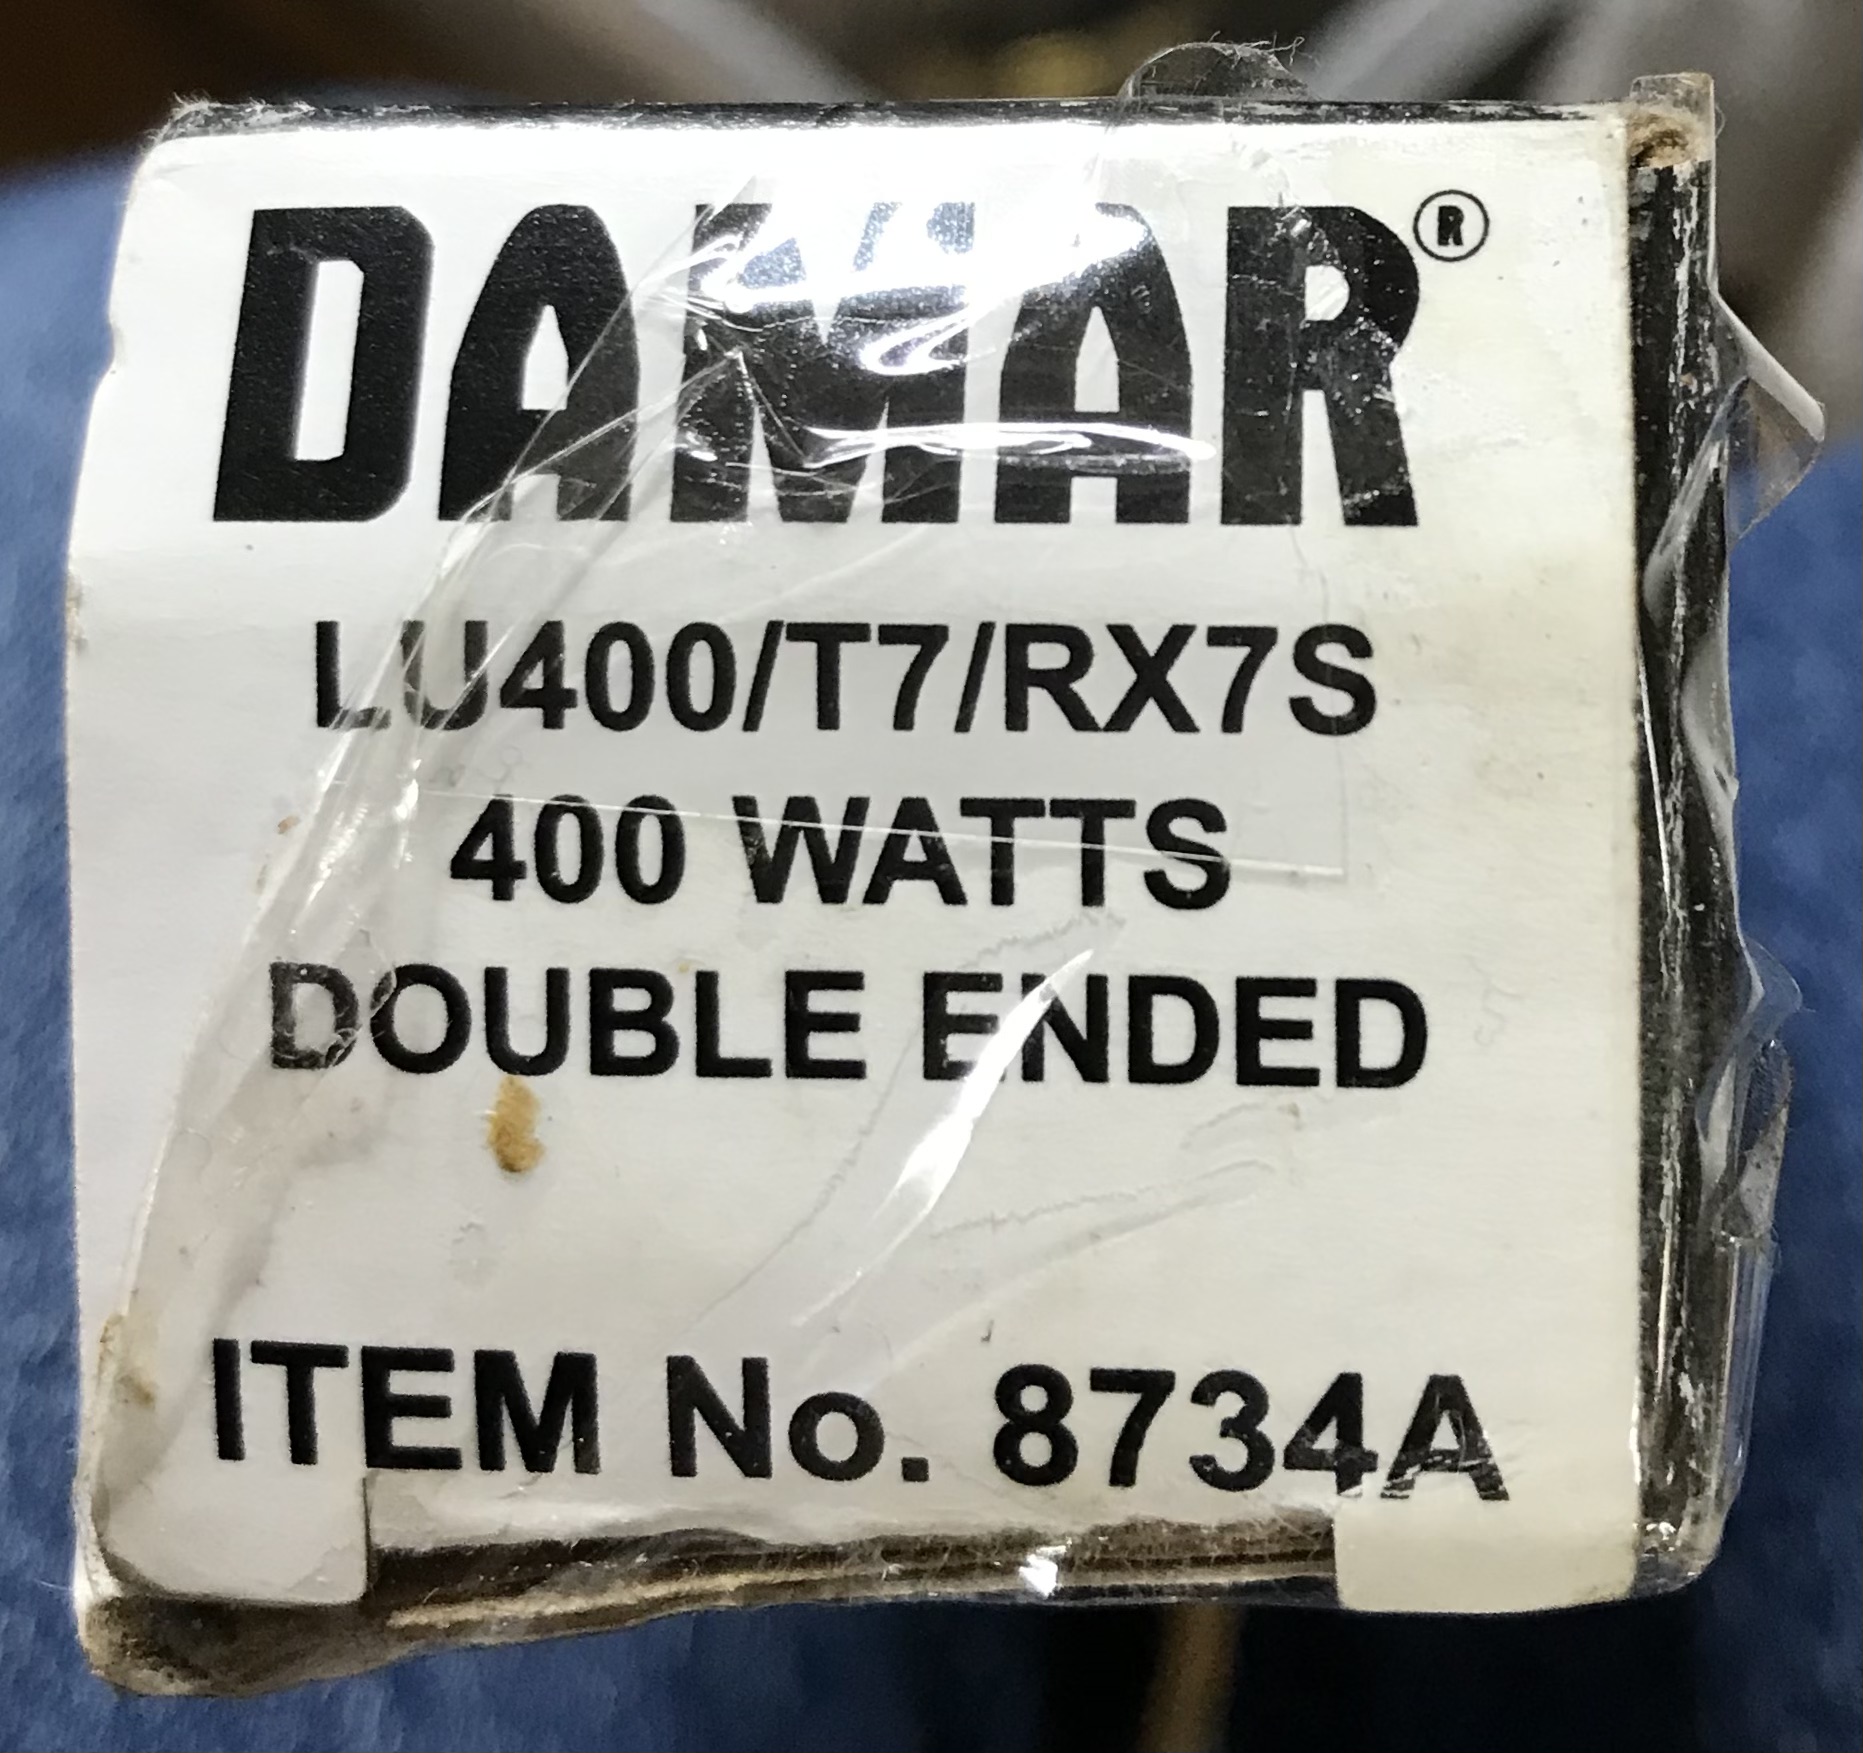 DAMAR®
LU400/T7/RX7S
400 WATTS
DOUBLE ENDED
ITEM No. 8734A